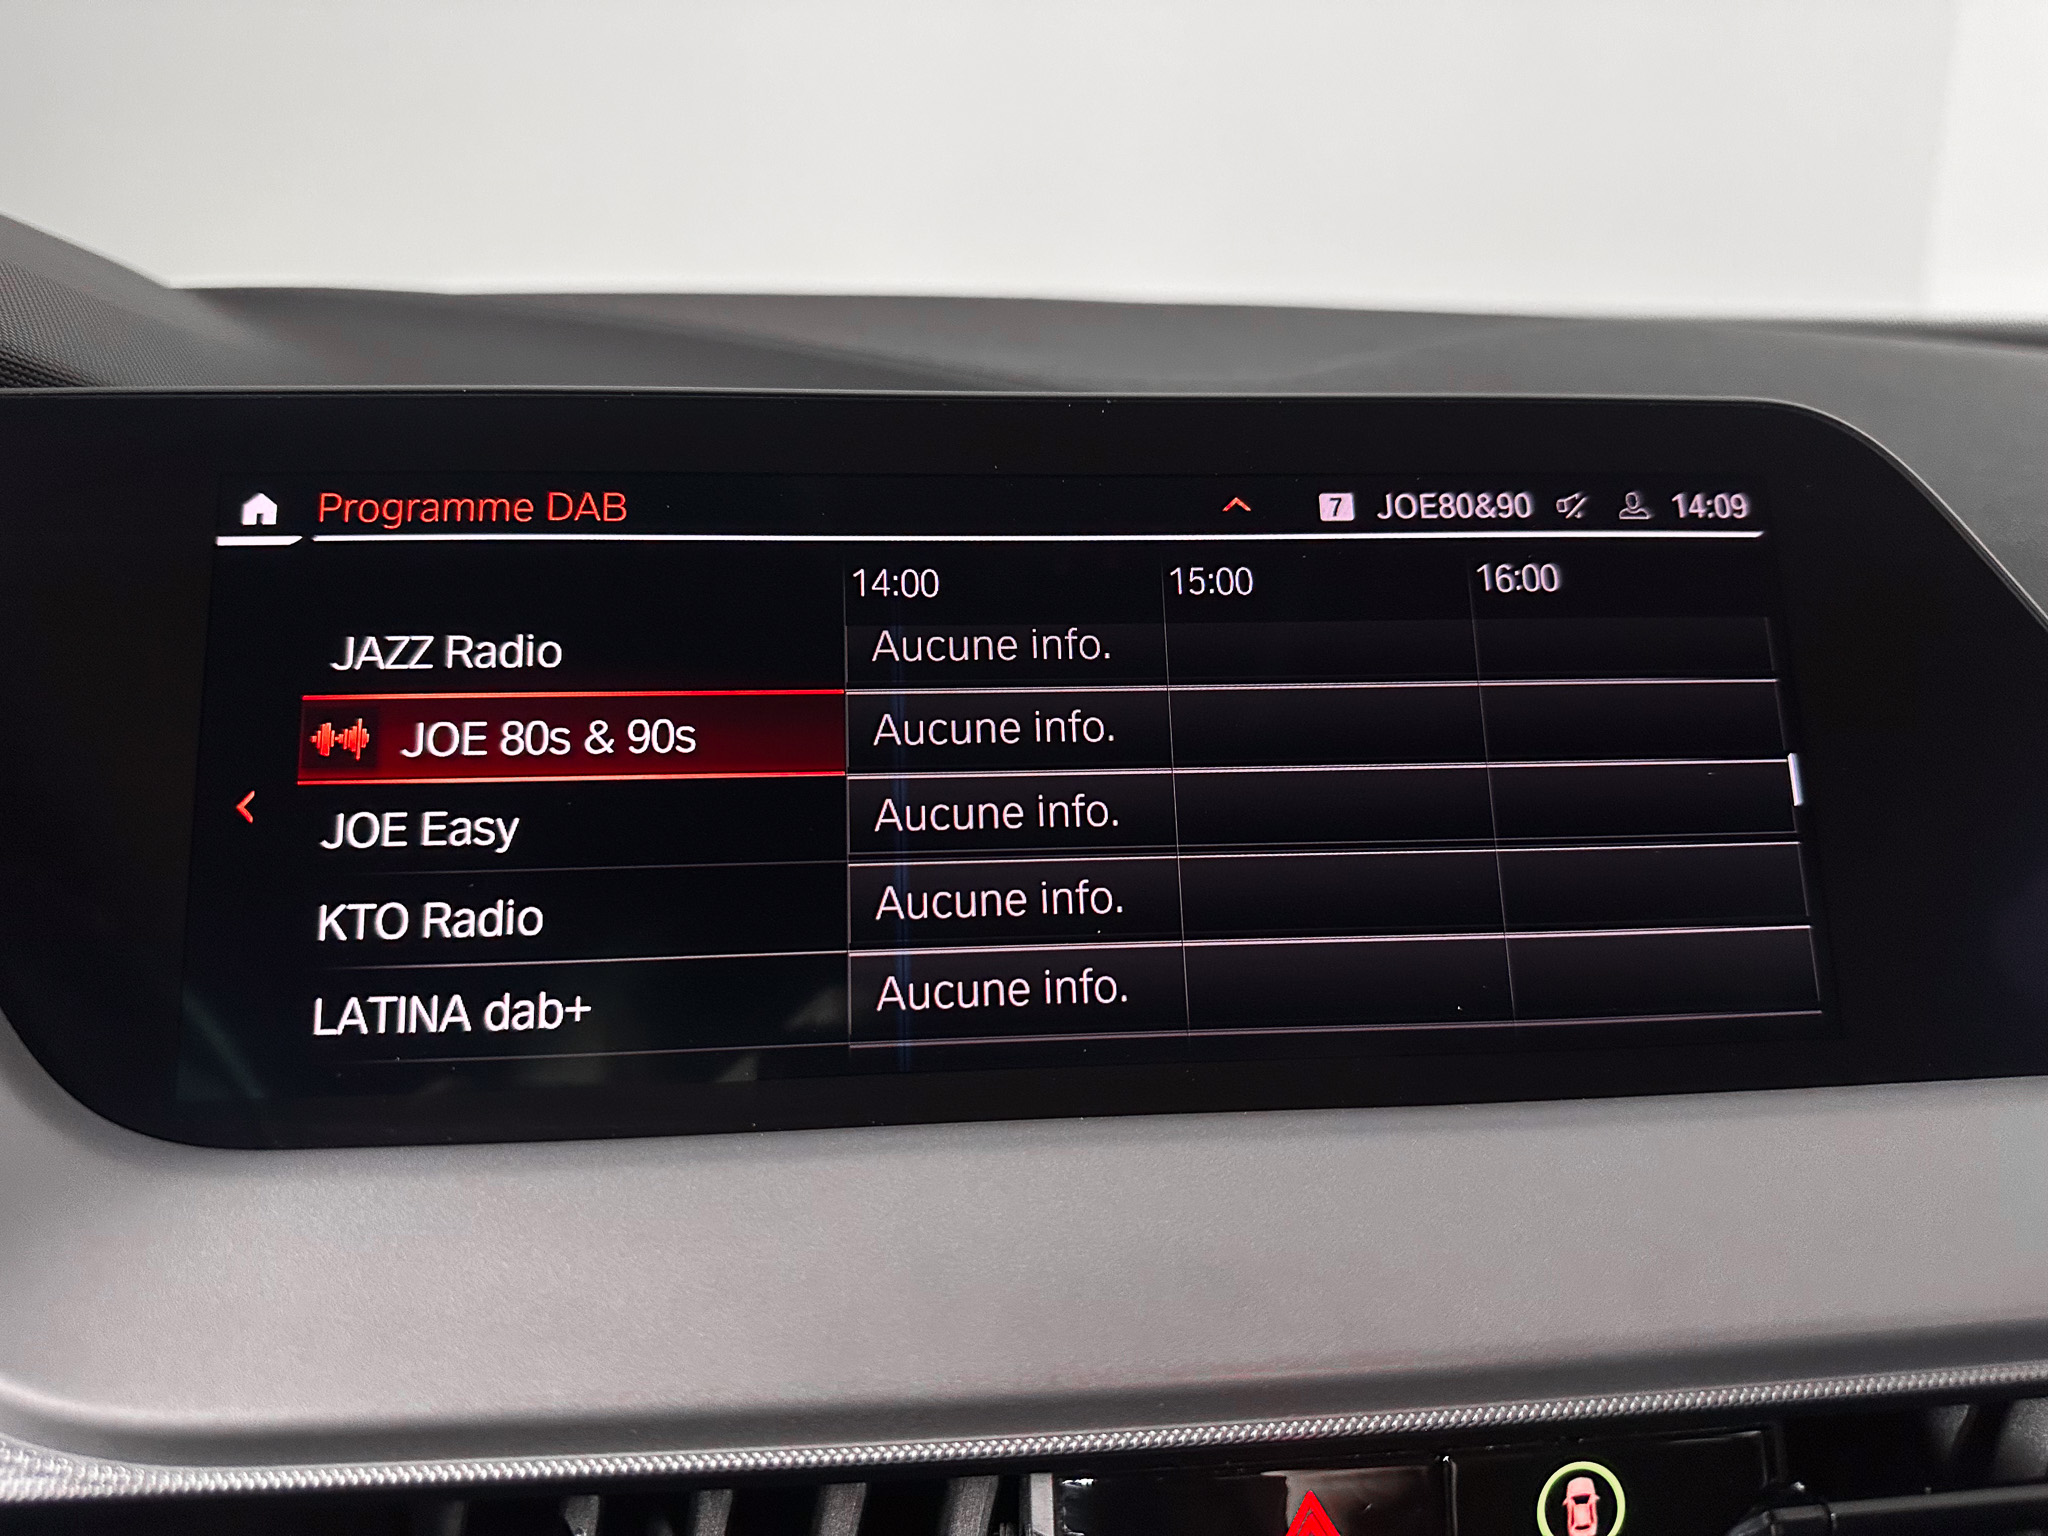 Programme DAB 7 JOE80&90 14:09
14:00 15:00 16:00
JAZZ Radio Aucune info.
JOE 80s & 90s Aucune info.
JOE Easy Aucune info.
KTO Radio Aucune info.
LATINA dab+ Aucune info.